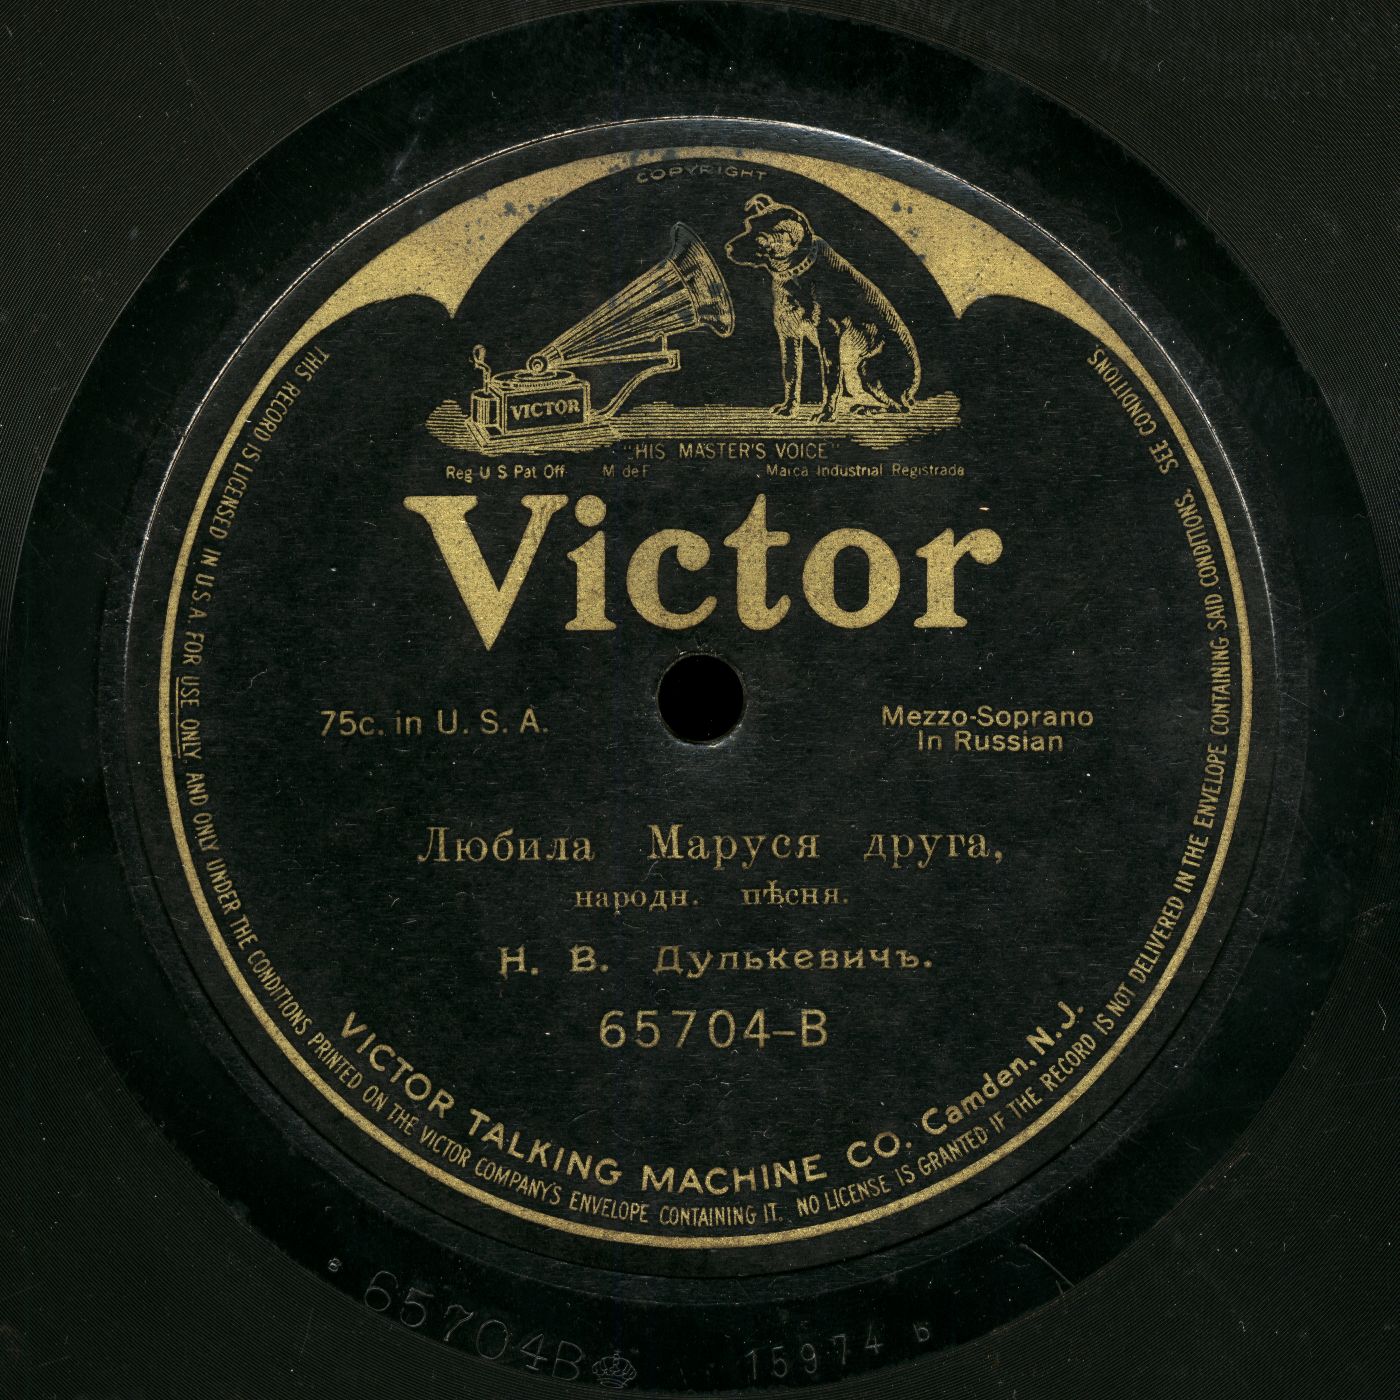 COPYRIGHT
VICTOR
"HIS MASTER'S VOICE"
Reg U S Pat Off M de F Marca Industrial Registrada
Victor
75c. in U. S. A.
Mezzo-Soprano
In Russian
Любила Маруся друга,
народн. пѣсня.
Н. В. Дулькевичъ.
65704-B
VICTOR TALKING MACHINE CO. Camden. N. J.
THIS RECORD IS LICENSED IN U.S.A. FOR USE ONLY, AND ONLY UNDER THE CONDITIONS PRINTED ON THE VICTOR COMPANY'S ENVELOPE CONTAINING IT. NO LICENSE IS GRANTED IF THE RECORD IS NOT DELIVERED IN THE ENVELOPE CONTAINING SAID CONDITIONS. SEE CONDITIONS.
65704B
15974 b